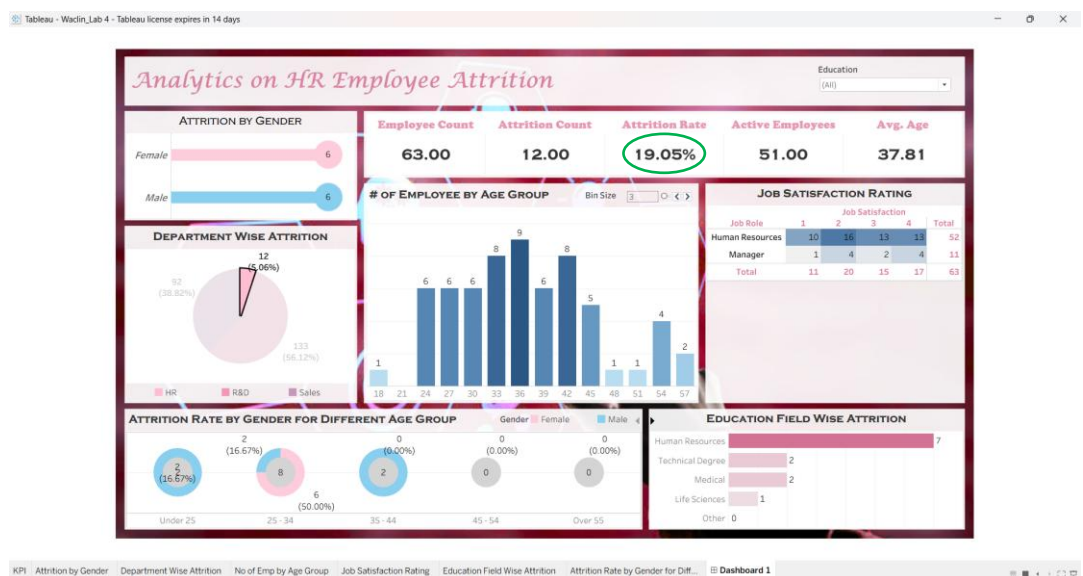 Tableau - Waclin_Lab 4 - Tableau license expires in 14 days
Analytics on HR Employee Attrition
Education
(All)
ATTRITION BY GENDER
Female 6
Male 6
Employee Count Attrition Count Attrition Rate Active Employees Avg. Age
63.00 12.00 19.05% 51.00 37.81
# OF EMPLOYEE BY AGE GROUP Bin Size 3
1 6 6 6 8 9 6 8 5 1 1 4 2
18 21 24 27 30 33 36 39 42 45 48 51 54 57
JOB SATISFACTION RATING
Job Satisfaction
Job Role 1 2 3 4 Total
Human Resources 10 16 13 13 52
Manager 1 4 2 4 11
Total 11 20 15 17 63
DEPARTMENT WISE ATTRITION
12
(5.06%)
92
(38.82%)
133
(56.12%)
HR R&D Sales
ATTRITION RATE BY GENDER FOR DIFFERENT AGE GROUP Gender Female Male
2 0 0 0
(16.67%) (0.00%) (0.00%) (0.00%)
2
(16.67%)
8 2 0 0
6
(50.00%)
Under 25 25 - 34 35 - 44 45 - 54 Over 55
EDUCATION FIELD WISE ATTRITION
Human Resources 7
Technical Degree 2
Medical 2
Life Sciences 1
Other 0
KPI Attrition by Gender Department Wise Attrition No of Emp by Age Group Job Satisfaction Rating Education Field Wise Attrition Attrition Rate by Gender for Diff... Dashboard 1